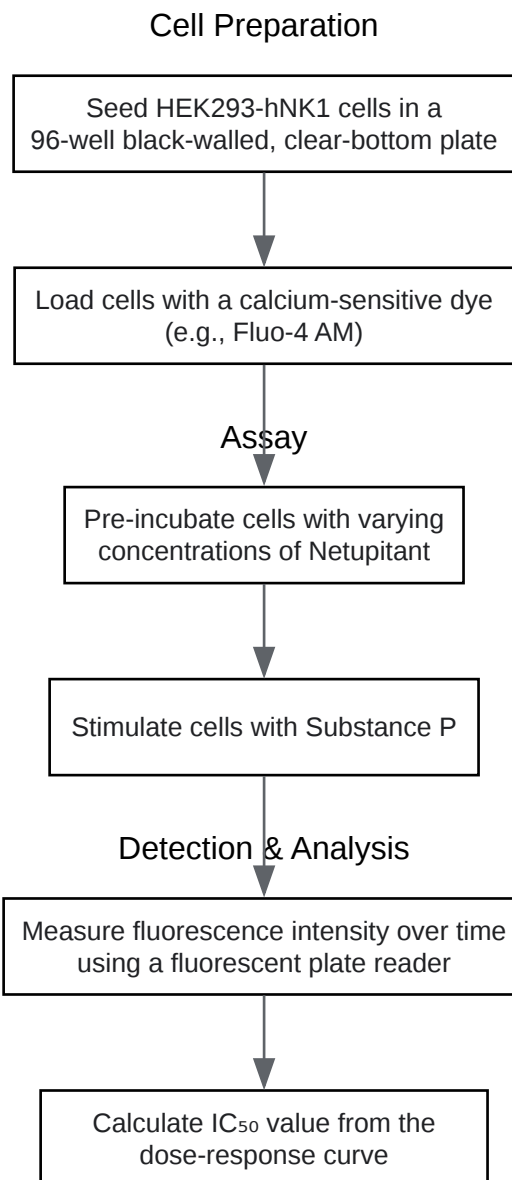 Cell Preparation
Seed HEK293-hNK1 cells in a
96-well black-walled, clear-bottom plate
Load cells with a calcium-sensitive dye
(e.g., Fluo-4 AM)
Assay
Pre-incubate cells with varying
concentrations of Netupitant
Stimulate cells with Substance P
Detection & Analysis
Measure fluorescence intensity over time
using a fluorescent plate reader
Calculate IC₅₀ value from the
dose-response curve